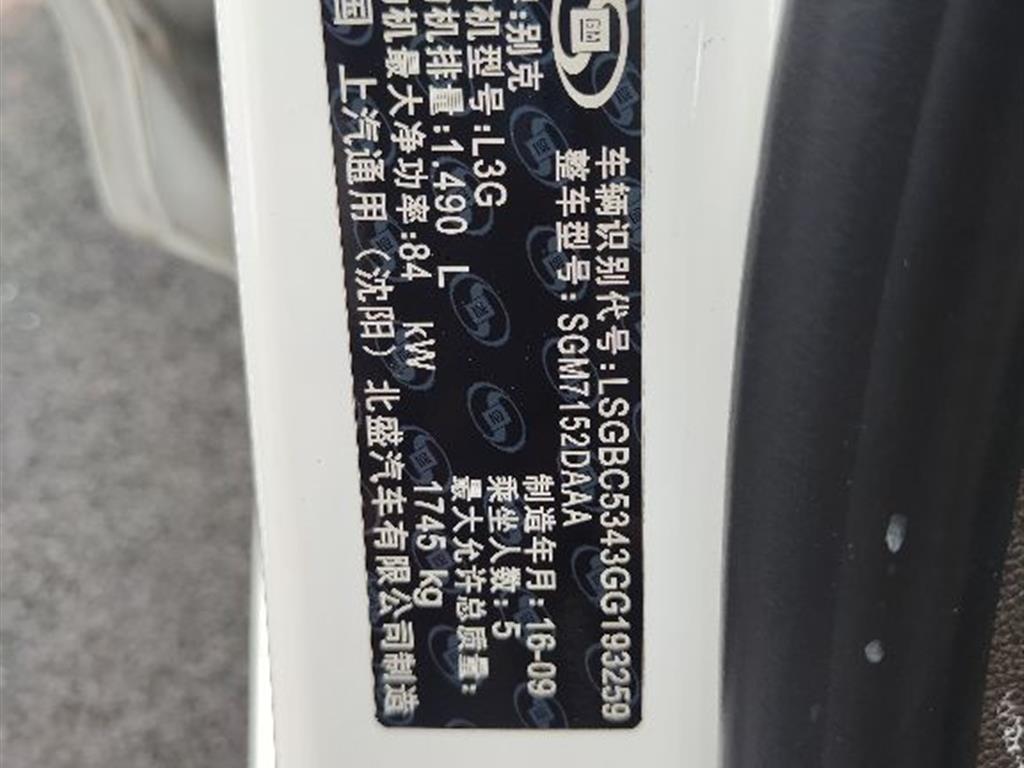 GM
车辆识别代号:LSGBC5343GG193259
整车型号:SGM7152DAAA
:别克
制造年月:16-09
机型号:L3G
乘坐人数:5
机排量:1.490 L
最大允许总质量:
动机最大净功率:84 kW
1745 kg
国 上汽通用(沈阳)北盛汽车有限公司制造